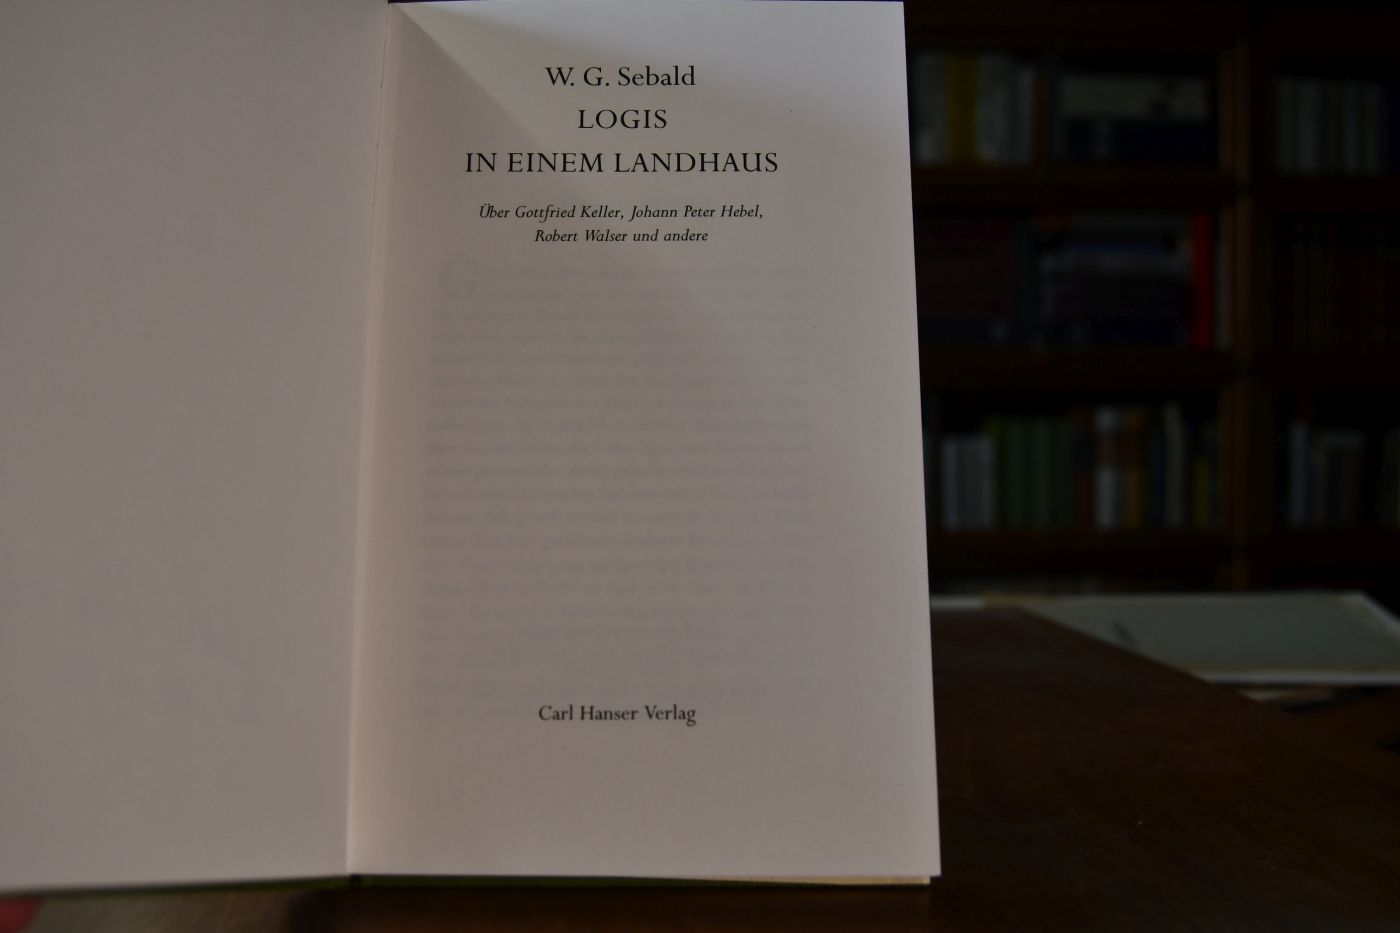 W. G. Sebald
LOGIS
IN EINEM LANDHAUS
Über Gottfried Keller, Johann Peter Hebel,
Robert Walser und andere
Carl Hanser Verlag